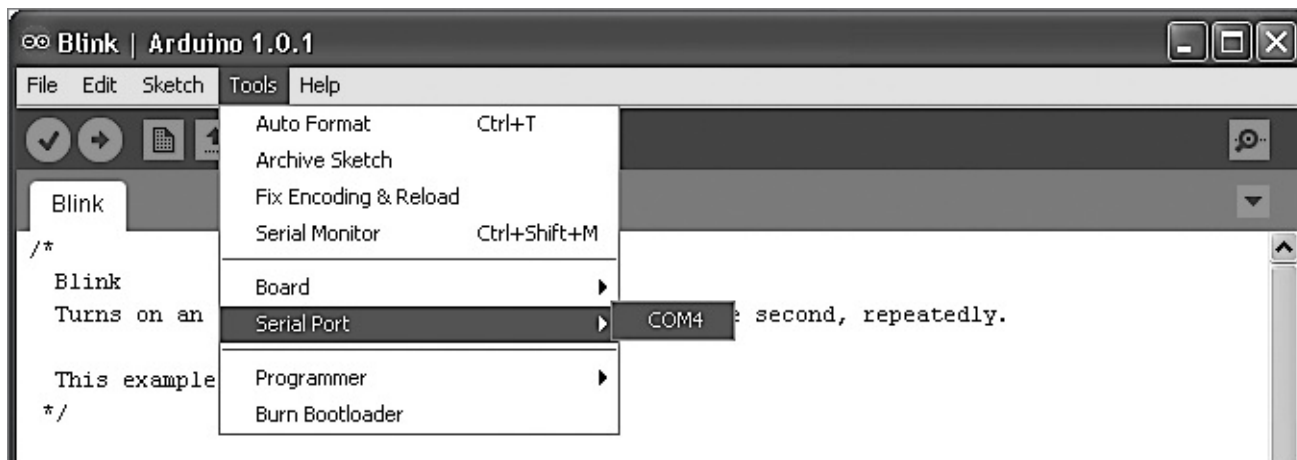 Blink | Arduino 1.0.1
File Edit Sketch Tools Help
Auto Format Ctrl+T
Archive Sketch
Fix Encoding & Reload
Serial Monitor Ctrl+Shift+M
Board
Serial Port
COM4
Programmer
Burn Bootloader
Blink
/*
Blink
Turns on an second, repeatedly.
This example
*/